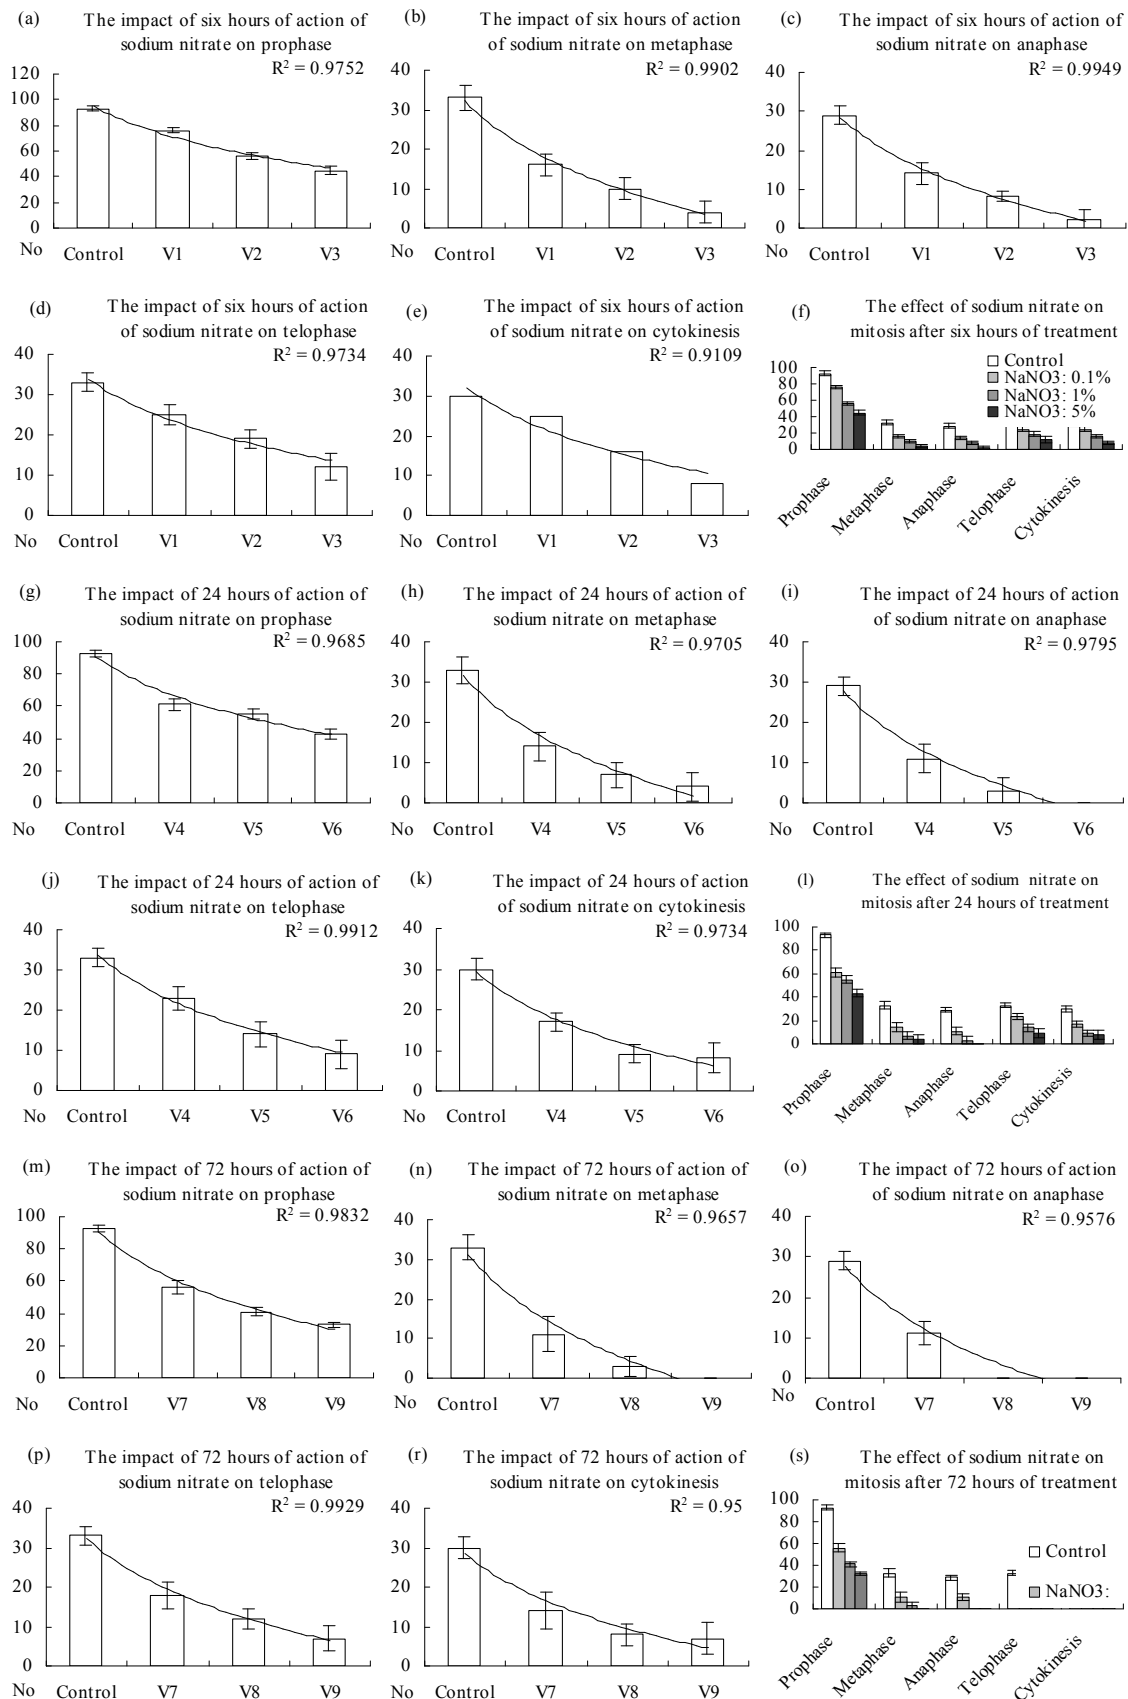 (a) The impact of six hours of action of
sodium nitrate on prophase
R² = 0.9752
120
100
80
60
40
20
0
No Control V1 V2 V3
(b) The impact of six hours of action
of sodium nitrate on metaphase
R² = 0.9902
40
30
20
10
0
No Control V1 V2 V3
(c) The impact of six hours of action of
sodium nitrate on anaphase
R² = 0.9949
40
30
20
10
0
No Control V1 V2 V3
(d) The impact of six hours of action
of sodium nitrate on telophase
R² = 0.9734
40
30
20
10
0
No Control V1 V2 V3
(e) The impact of six hours of action
of sodium nitrate on cytokinesis
R² = 0.9109
40
30
20
10
0
No Control V1 V2 V3
(f) The effect of sodium nitrate on
mitosis after six hours of treatment
Control
NaNO3: 0.1%
NaNO3: 1%
NaNO3: 5%
100
80
60
40
20
0
Prophase Metaphase Anaphase Telophase Cytokinesis
(g) The impact of 24 hours of action of
sodium nitrate on prophase
R² = 0.9685
100
80
60
40
20
0
No Control V4 V5 V6
(h) The impact of 24 hours of action of
sodium nitrate on metaphase
R² = 0.9705
40
30
20
10
0
No Control V4 V5 V6
(i) The impact of 24 hours of action
of sodium nitrate on anaphase
R² = 0.9795
40
30
20
10
0
No Control V4 V5 V6
(j) The impact of 24 hours of action of
sodium nitrate on telophase
R² = 0.9912
40
30
20
10
0
No Control V4 V5 V6
(k) The impact of 24 hours of action
of sodium nitrate on cytokinesis
R² = 0.9734
40
30
20
10
0
No Control V4 V5 V6
(l) The effect of sodium nitrate on
mitosis after 24 hours of treatment
100
80
60
40
20
0
Prophase Metaphase Anaphase Telophase Cytokinesis
(m) The impact of 72 hours of action of
sodium nitrate on prophase
R² = 0.9832
100
80
60
40
20
0
No Control V7 V8 V9
(n) The impact of 72 hours of action of
sodium nitrate on metaphase
R² = 0.9657
40
30
20
10
0
No Control V7 V8 V9
(o) The impact of 72 hours of action
of sodium nitrate on anaphase
R² = 0.9576
40
30
20
10
0
No Control V7 V8 V9
(p) The impact of 72 hours of action of
sodium nitrate on telophase
R² = 0.9929
40
30
20
10
0
No Control V7 V8 V9
(r) The impact of 72 hours of action of
sodium nitrate on cytokinesis
R² = 0.95
40
30
20
10
0
No Control V7 V8 V9
(s) The effect of sodium nitrate on
mitosis after 72 hours of treatment
100
80
60
40
20
0
Control
NaNO3:
Prophase Metaphase Anaphase Telophase Cytokinesis